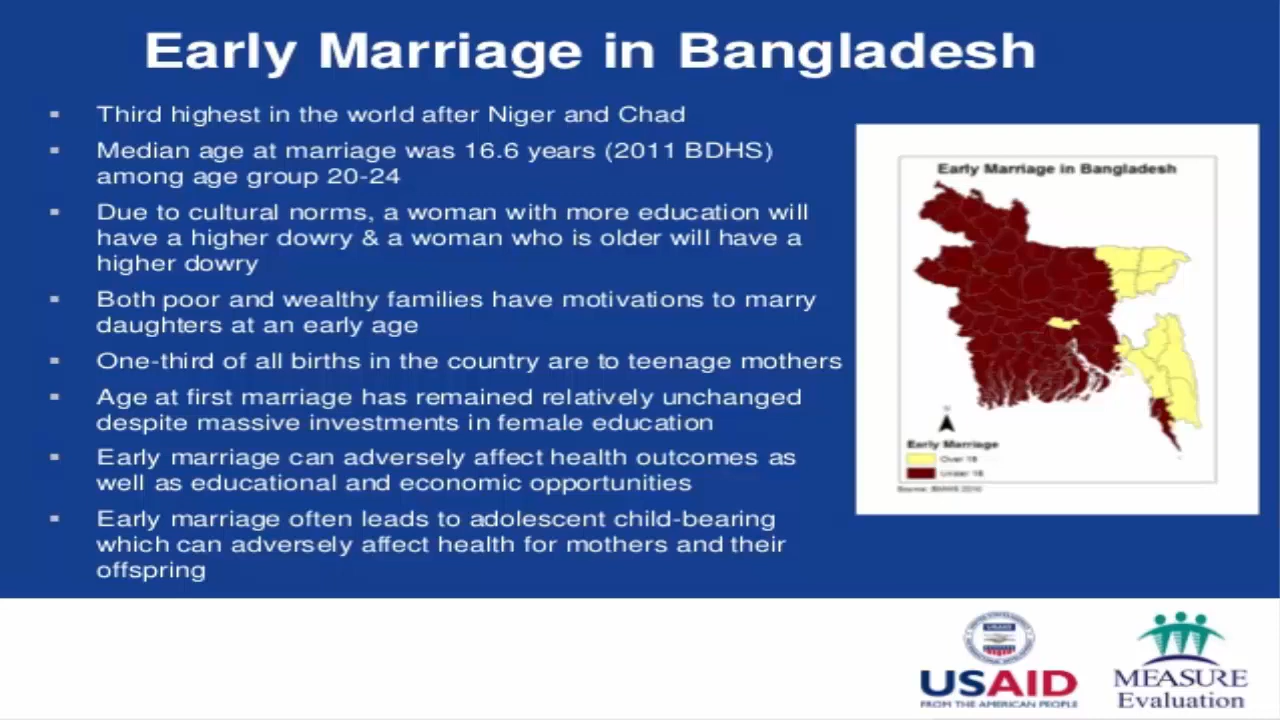 Early Marriage in Bangladesh
Third highest in the world after Niger and Chad
Median age at marriage was 16.6 years (2011 BDHS)
among age group 20-24
Due to cultural norms, a woman with more education will
have a higher dowry & a woman who is older will have a
higher dowry
Both poor and wealthy families have motivations to marry
daughters at an early age
One-third of all births in the country are to teenage mothers
Age at first marriage has remained relatively unchanged
despite massive investments in female education
Early marriage can adversely affect health outcomes as
well as educational and economic opportunities
Early marriage often leads to adolescent child-bearing
which can adversely affect health for mothers and their
offspring
Early Marriage in Bangladesh
N
Early Marriage
Over 18
Under 18
USAID
USAID
FROM THE AMERICAN PEOPLE
MEASURE
Evaluation